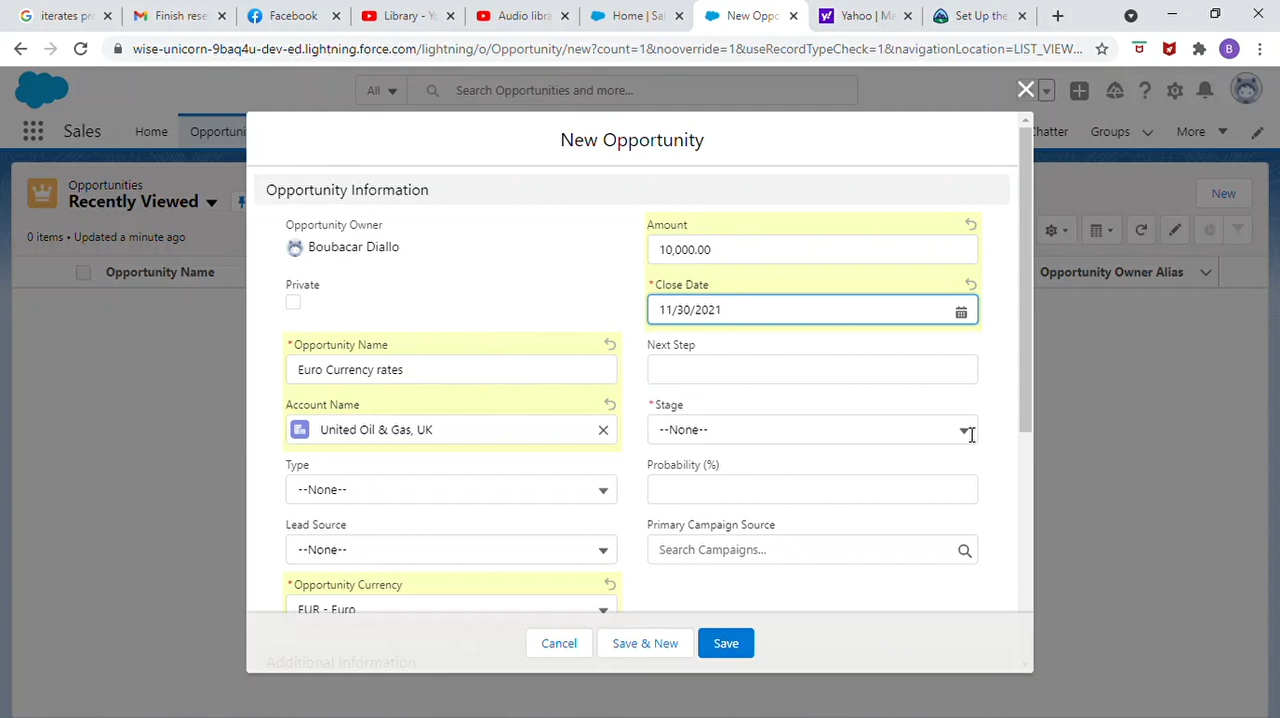 iterates pro
Finish rese
Facebook
Library - Yo
Audio libra
Home | Sal
New Oppo
Yahoo | Ma
Set Up the
wise-unicorn-9baq4u-dev-ed.lightning.force.com/lightning/o/Opportunity/new?count=1&nooverride=1&useRecordTypeCheck=1&navigationLocation=LIST_VIEW...
B
All
Search Opportunities and more...
Sales
Home
Opportuni
Chatter
Groups
More
New Opportunity
Opportunities
Recently Viewed
New
0 items • Updated a minute ago
Opportunity Name
Opportunity Owner Alias
Opportunity Information
Opportunity Owner
Boubacar Diallo
Amount
10,000.00
Private
*Close Date
11/30/2021
*Opportunity Name
Euro Currency rates
Next Step
Account Name
United Oil & Gas, UK
*Stage
--None--
Type
--None--
Probability (%)
Lead Source
--None--
Primary Campaign Source
Search Campaigns...
*Opportunity Currency
EUR - Euro
Cancel
Save & New
Save
Additional Information